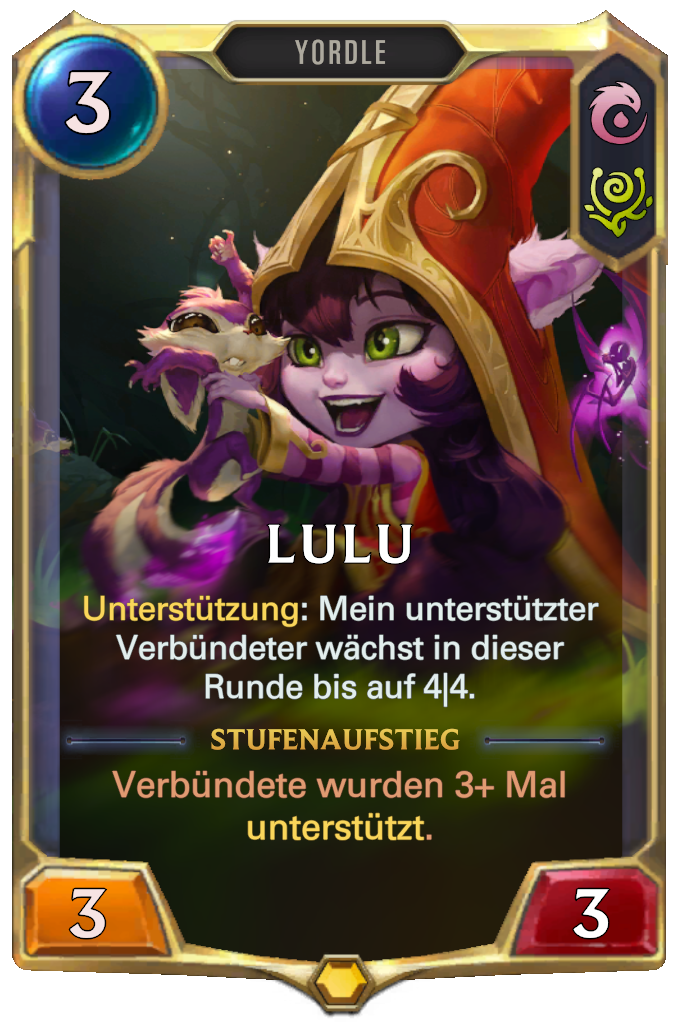 3
YORDLE
LULU
Unterstützung: Mein unterstützter
Verbündeter wächst in dieser
Runde bis auf 4|4.
STUFENAUFSTIEG
Verbündete wurden 3+ Mal
unterstützt.
3
3